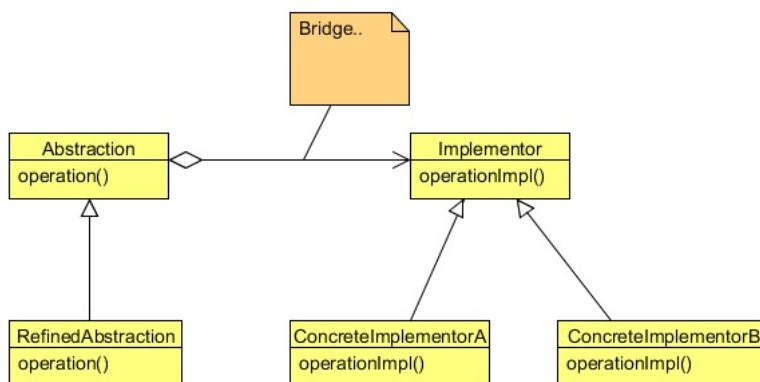 Bridge..
Abstraction
operation()
Implementor
operationImpl()
RefinedAbstraction
operation()
ConcreteImplementorA
operationImpl()
ConcreteImplementorB
operationImpl()